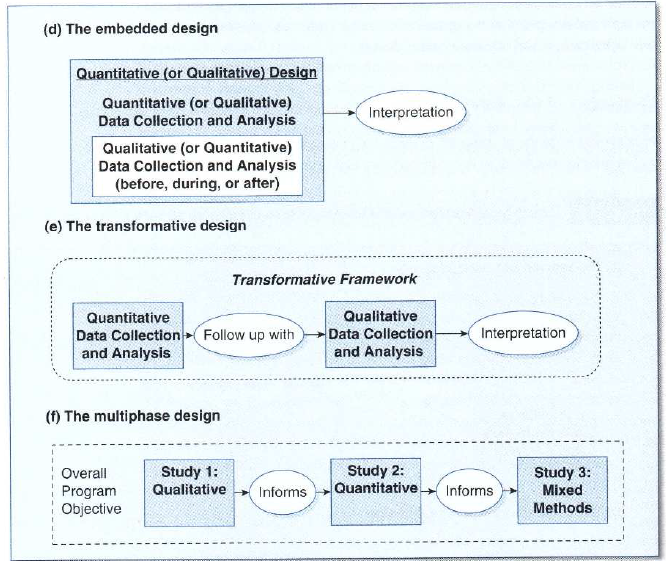 (d) The embedded design
Quantitative (or Qualitative) Design
Quantitative (or Qualitative)
Data Collection and Analysis
Qualitative (or Quantitative)
Data Collection and Analysis
(before, during, or after)
Interpretation
(e) The transformative design
Transformative Framework
Quantitative
Data Collection
and Analysis
Follow up with
Qualitative
Data Collection
and Analysis
Interpretation
(f) The multiphase design
Overall
Program
Objective
Study 1:
Qualitative
Informs
Study 2:
Quantitative
Informs
Study 3:
Mixed
Methods